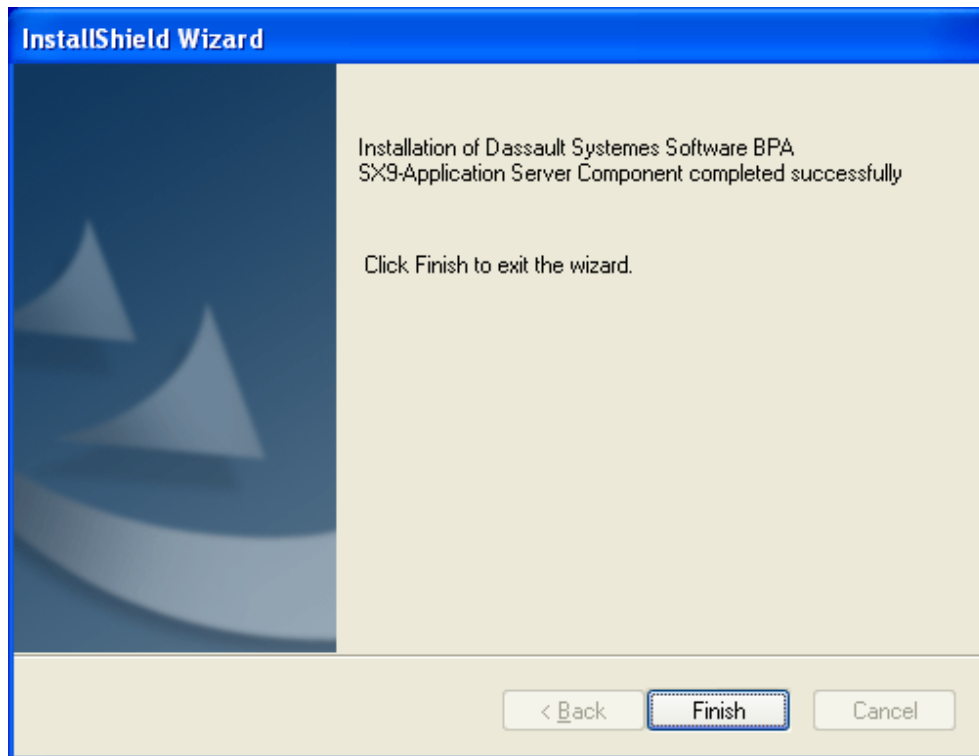 InstallShield Wizard
Installation of Dassault Systemes Software BPA
SX9-Application Server Component completed successfully
Click Finish to exit the wizard.
< Back
Finish
Cancel